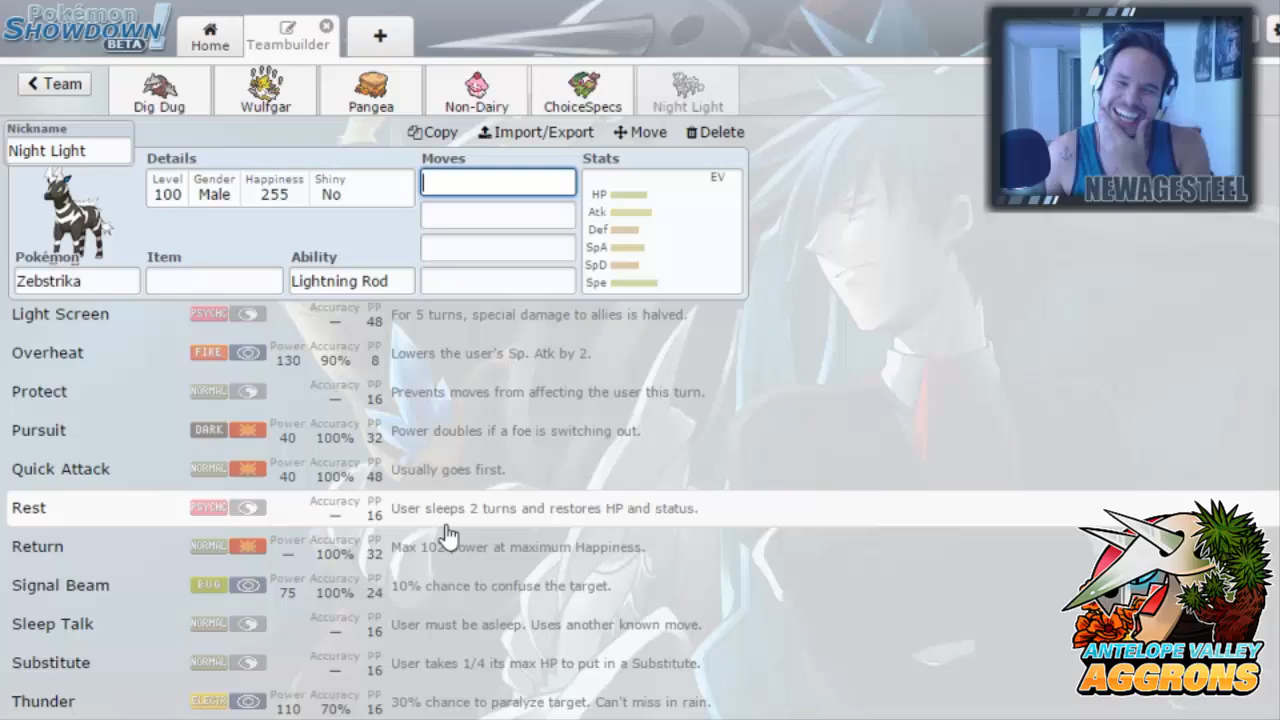 Pokémon
SHOWDOWN!
BETA
Home
Teambuilder
+
Team
Dig Dug
Wulfgar
Pangea
Non-Dairy
ChoiceSpecs
Night Light
Nickname
Night Light
Copy Import/Export Move Delete
Details
Level Gender Happiness Shiny
100 Male 255 No
Pokémon
Zebstrika
Item
Ability
Lightning Rod
Moves
Stats
EV
HP
Atk
Def
SpA
SpD
Spe
Light Screen PSYCHC Accuracy — PP 48 For 5 turns, special damage to allies is halved.
Overheat FIRE Power 130 Accuracy 90% PP 8 Lowers the user's Sp. Atk by 2.
Protect NORMAL Accuracy — PP 16 Prevents moves from affecting the user this turn.
Pursuit DARK Power 40 Accuracy 100% PP 32 Power doubles if a foe is switching out.
Quick Attack NORMAL Power 40 Accuracy 100% PP 48 Usually goes first.
Rest PSYCHC Accuracy — PP 16 User sleeps 2 turns and restores HP and status.
Return NORMAL Power — Accuracy 100% PP 32 Max 102 power at maximum Happiness.
Signal Beam BUG Power 75 Accuracy 100% PP 24 10% chance to confuse the target.
Sleep Talk NORMAL Accuracy — PP 16 User must be asleep. Uses another known move.
Substitute NORMAL Accuracy — PP 16 User takes 1/4 its max HP to put in a Substitute.
Thunder ELECTR Power 110 Accuracy 70% PP 16 30% chance to paralyze target. Can't miss in rain.
NEWAGESTEEL
ANTELOPE VALLEY
AGGRONS